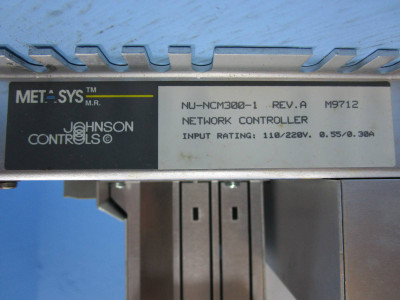 METASYS™
M.R.
JOHNSON
CONTROLS©
NU-NCM300-1 REV.A M9712
NETWORK CONTROLLER
INPUT RATING: 110/220V. 0.55/0.30A